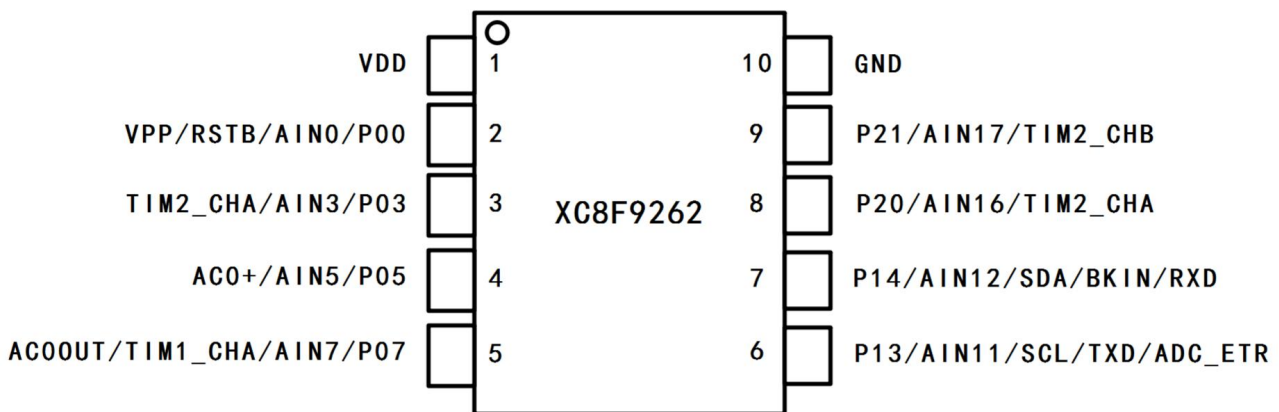 VDD 1 10 GND
VPP/RSTB/AIN0/P00 2 9 P21/AIN17/TIM2_CHB
TIM2_CHA/AIN3/P03 3 8 P20/AIN16/TIM2_CHA
XC8F9262
AC0+/AIN5/P05 4 7 P14/AIN12/SDA/BKIN/RXD
AC0OUT/TIM1_CHA/AIN7/P07 5 6 P13/AIN11/SCL/TXD/ADC_ETR